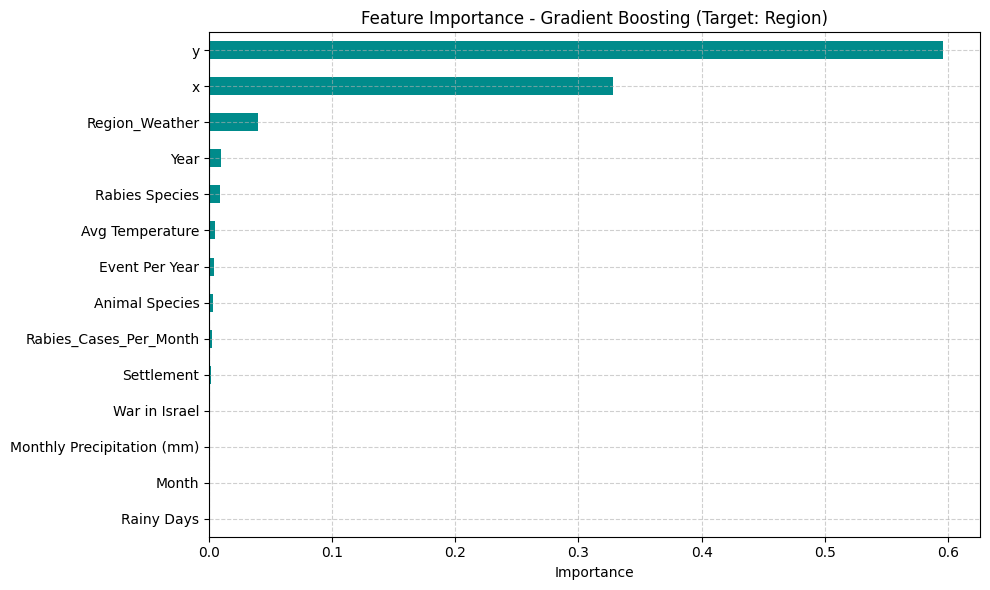 Feature Importance - Gradient Boosting (Target: Region)
y
x
Region_Weather
Year
Rabies Species
Avg Temperature
Event Per Year
Animal Species
Rabies_Cases_Per_Month
Settlement
War in Israel
Monthly Precipitation (mm)
Month
Rainy Days
0.0 0.1 0.2 0.3 0.4 0.5 0.6
Importance